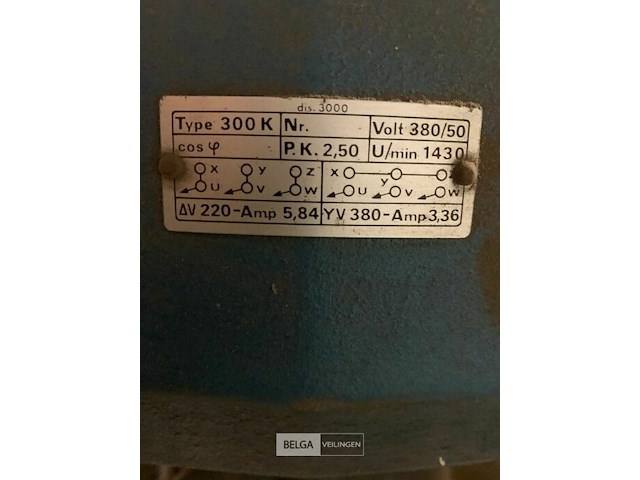 dis. 3000
Type 300 K Nr. Volt 380/50
cos φ P.K. 2,50 U/min 1430
x y z x y z
u v w u v w
ΔV 220-Amp 5,84 YV 380-Amp 3,36
BELGA VEILINGEN